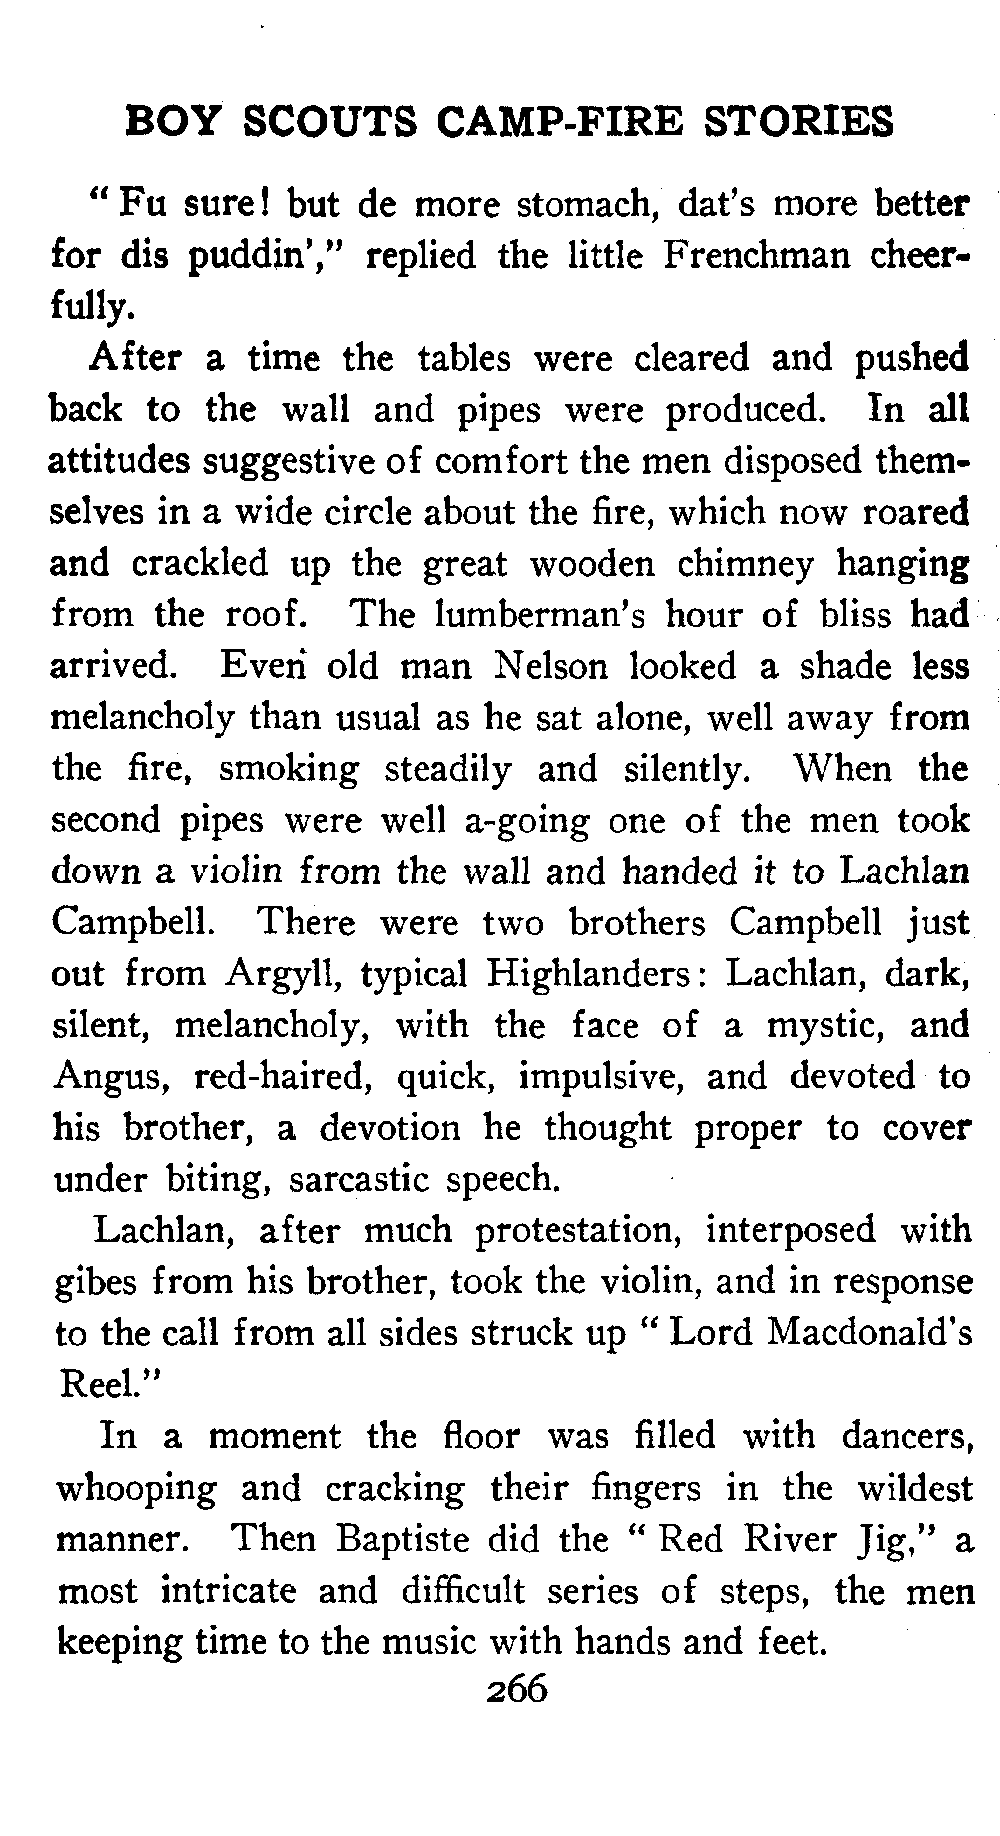 BOY SCOUTS CAMP-FIRE STORIES
“ Fu sure! but de more stomach, dat's more better
for dis puddin',” replied the little Frenchman cheer-
fully.
After a time the tables were cleared and pushed
back to the wall and pipes were produced. In all
attitudes suggestive of comfort the men disposed them-
selves in a wide circle about the fire, which now roared
and crackled up the great wooden chimney hanging
from the roof. The lumberman's hour of bliss had
arrived. Even old man Nelson looked a shade less
melancholy than usual as he sat alone, well away from
the fire, smoking steadily and silently. When the
second pipes were well a-going one of the men took
down a violin from the wall and handed it to Lachlan
Campbell. There were two brothers Campbell just
out from Argyll, typical Highlanders: Lachlan, dark,
silent, melancholy, with the face of a mystic, and
Angus, red-haired, quick, impulsive, and devoted to
his brother, a devotion he thought proper to cover
under biting, sarcastic speech.
Lachlan, after much protestation, interposed with
gibes from his brother, took the violin, and in response
to the call from all sides struck up “ Lord Macdonald's
Reel.”
In a moment the floor was filled with dancers,
whooping and cracking their fingers in the wildest
manner. Then Baptiste did the “ Red River Jig,” a
most intricate and difficult series of steps, the men
keeping time to the music with hands and feet.
266